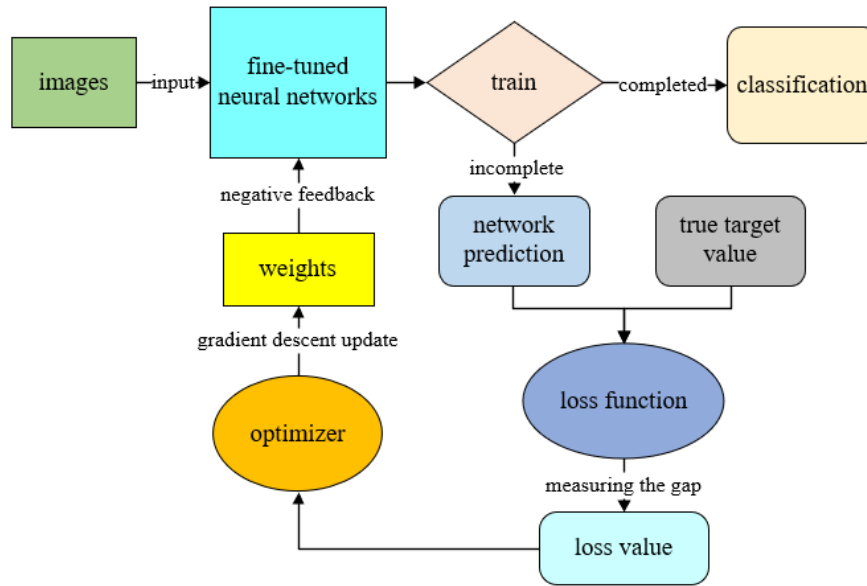 images
input
fine-tuned
neural networks
train
completed
classification
incomplete
negative feedback
network
prediction
true target
value
weights
gradient descent update
loss function
optimizer
measuring the gap
loss value